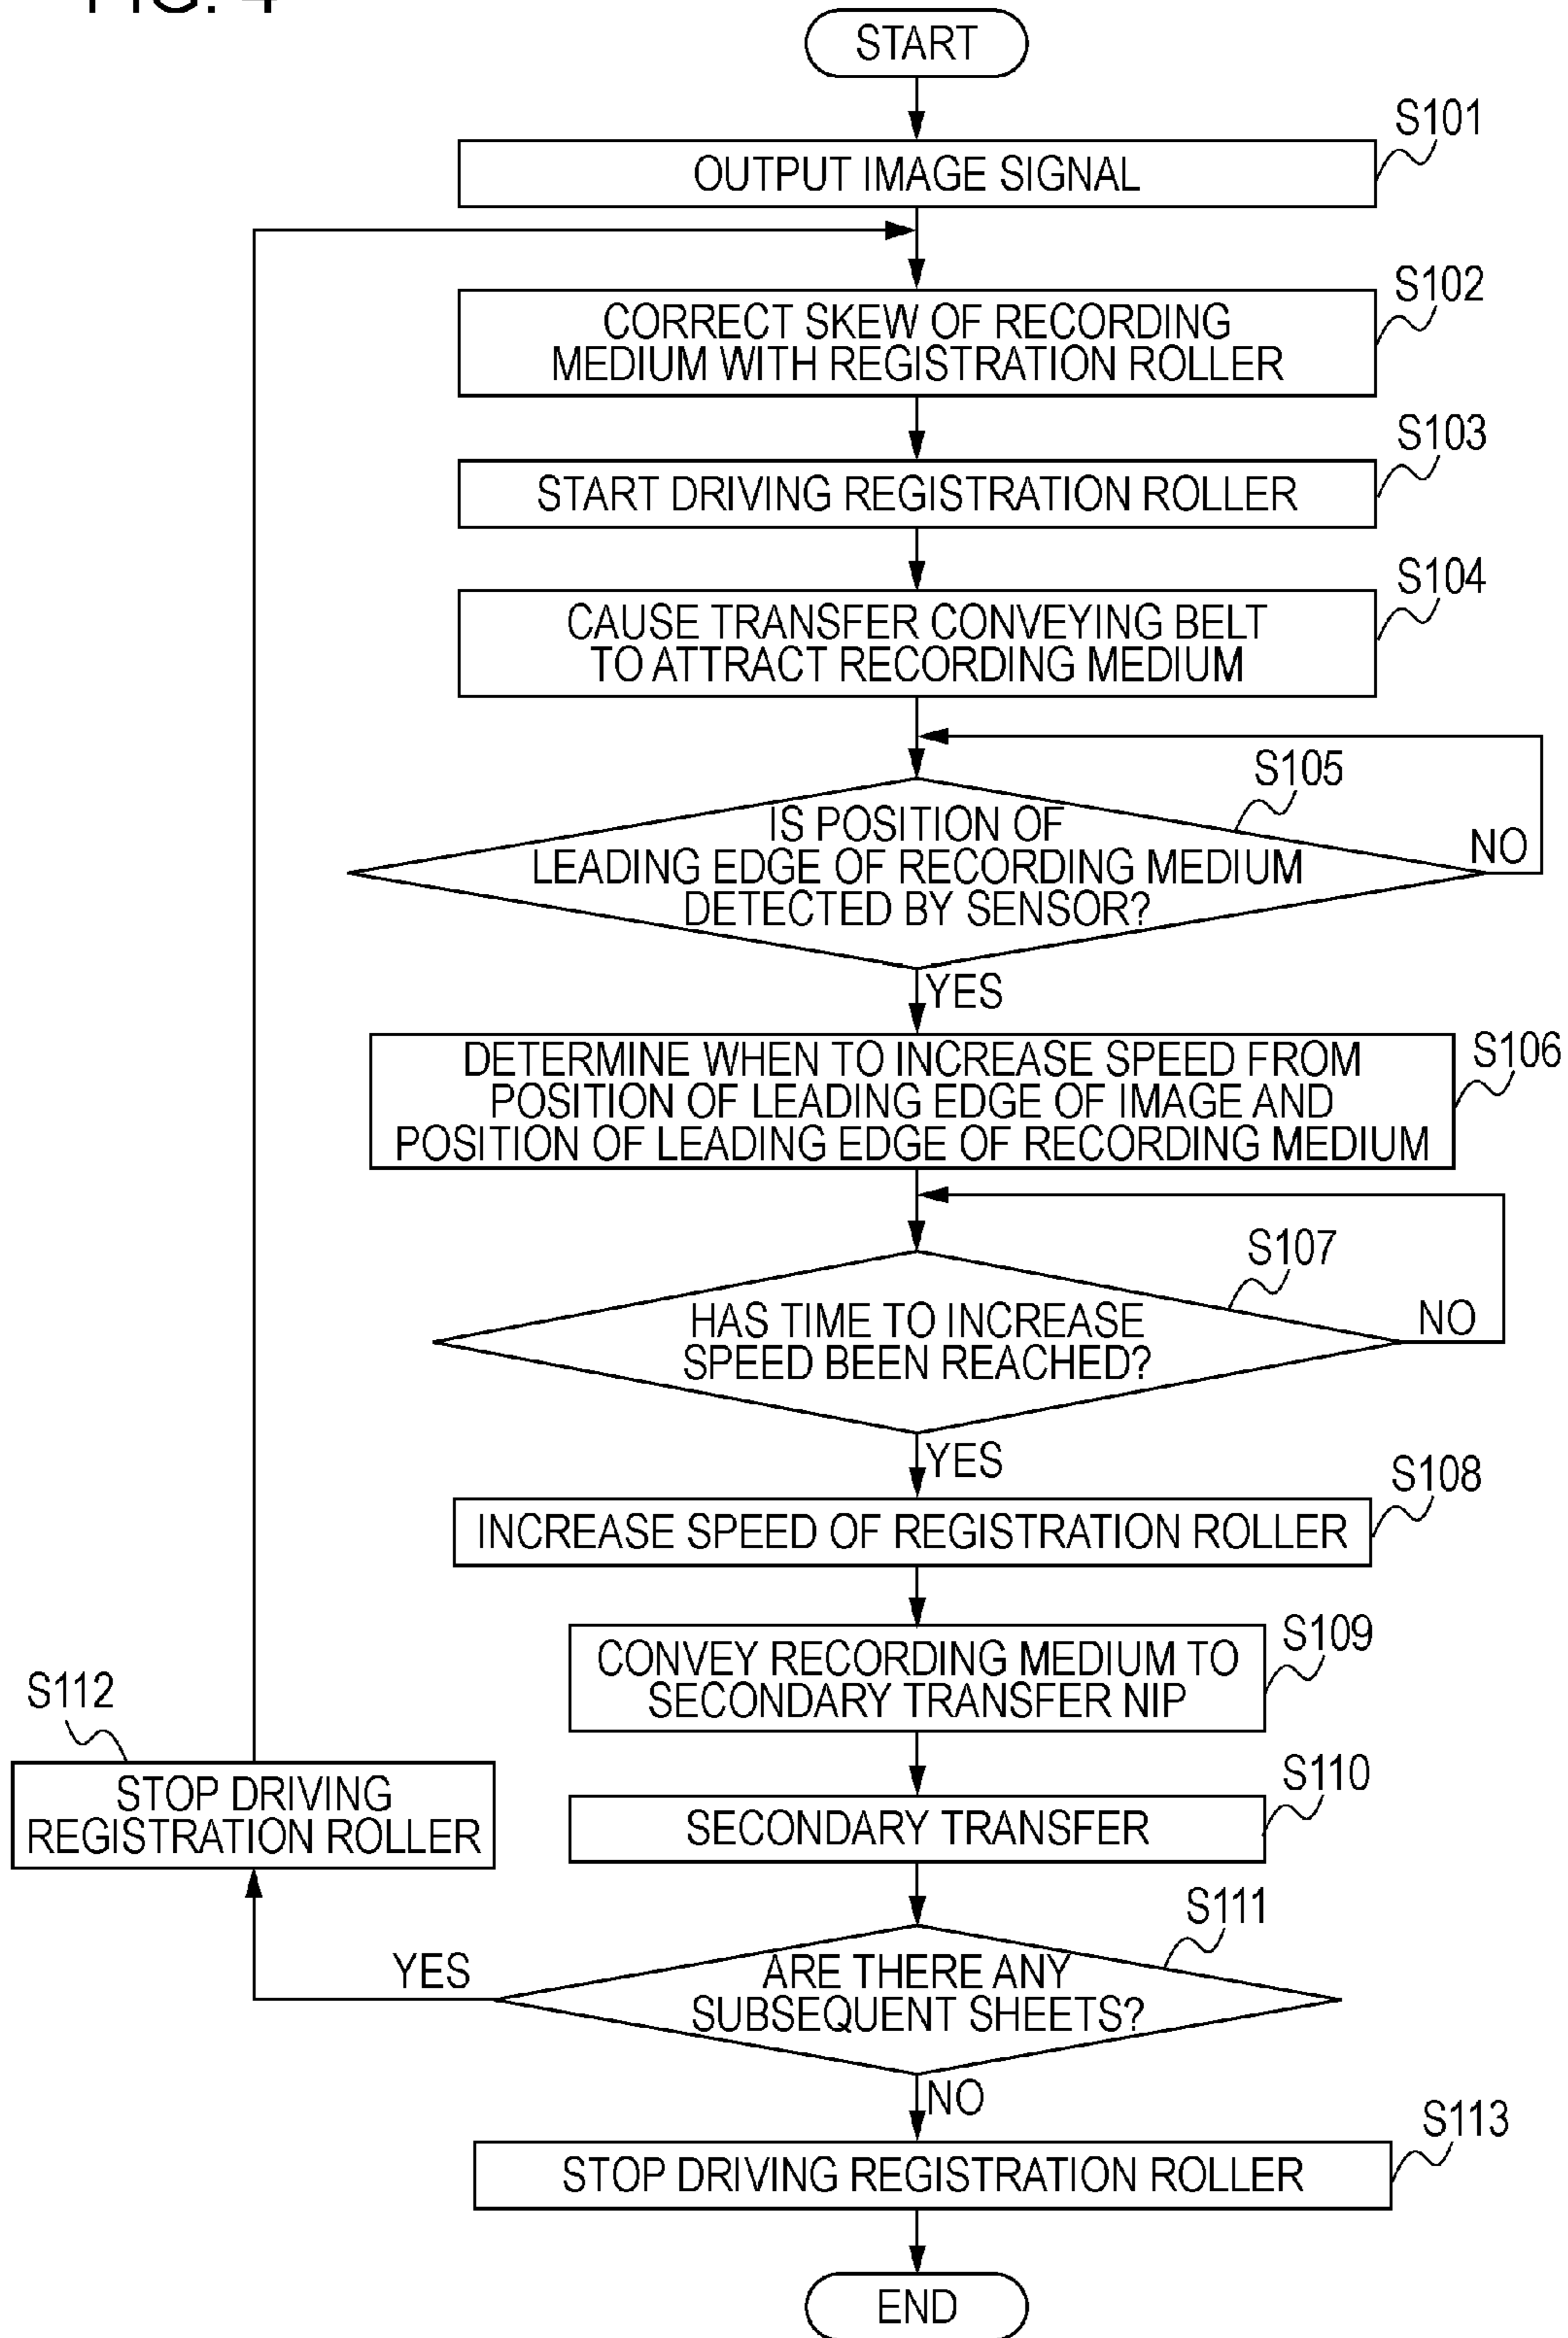 FIG. 4
START
S101
OUTPUT IMAGE SIGNAL
S102
CORRECT SKEW OF RECORDING
MEDIUM WITH REGISTRATION ROLLER
S103
START DRIVING REGISTRATION ROLLER
S104
CAUSE TRANSFER CONVEYING BELT
TO ATTRACT RECORDING MEDIUM
S105
IS POSITION OF
LEADING EDGE OF RECORDING MEDIUM
DETECTED BY SENSOR?
NO
YES
S106
DETERMINE WHEN TO INCREASE SPEED FROM
POSITION OF LEADING EDGE OF IMAGE AND
POSITION OF LEADING EDGE OF RECORDING MEDIUM
S107
HAS TIME TO INCREASE
SPEED BEEN REACHED?
NO
YES
S108
INCREASE SPEED OF REGISTRATION ROLLER
S109
CONVEY RECORDING MEDIUM TO
SECONDARY TRANSFER NIP
S110
SECONDARY TRANSFER
S111
ARE THERE ANY
SUBSEQUENT SHEETS?
YES
S112
STOP DRIVING
REGISTRATION ROLLER
NO
S113
STOP DRIVING REGISTRATION ROLLER
END